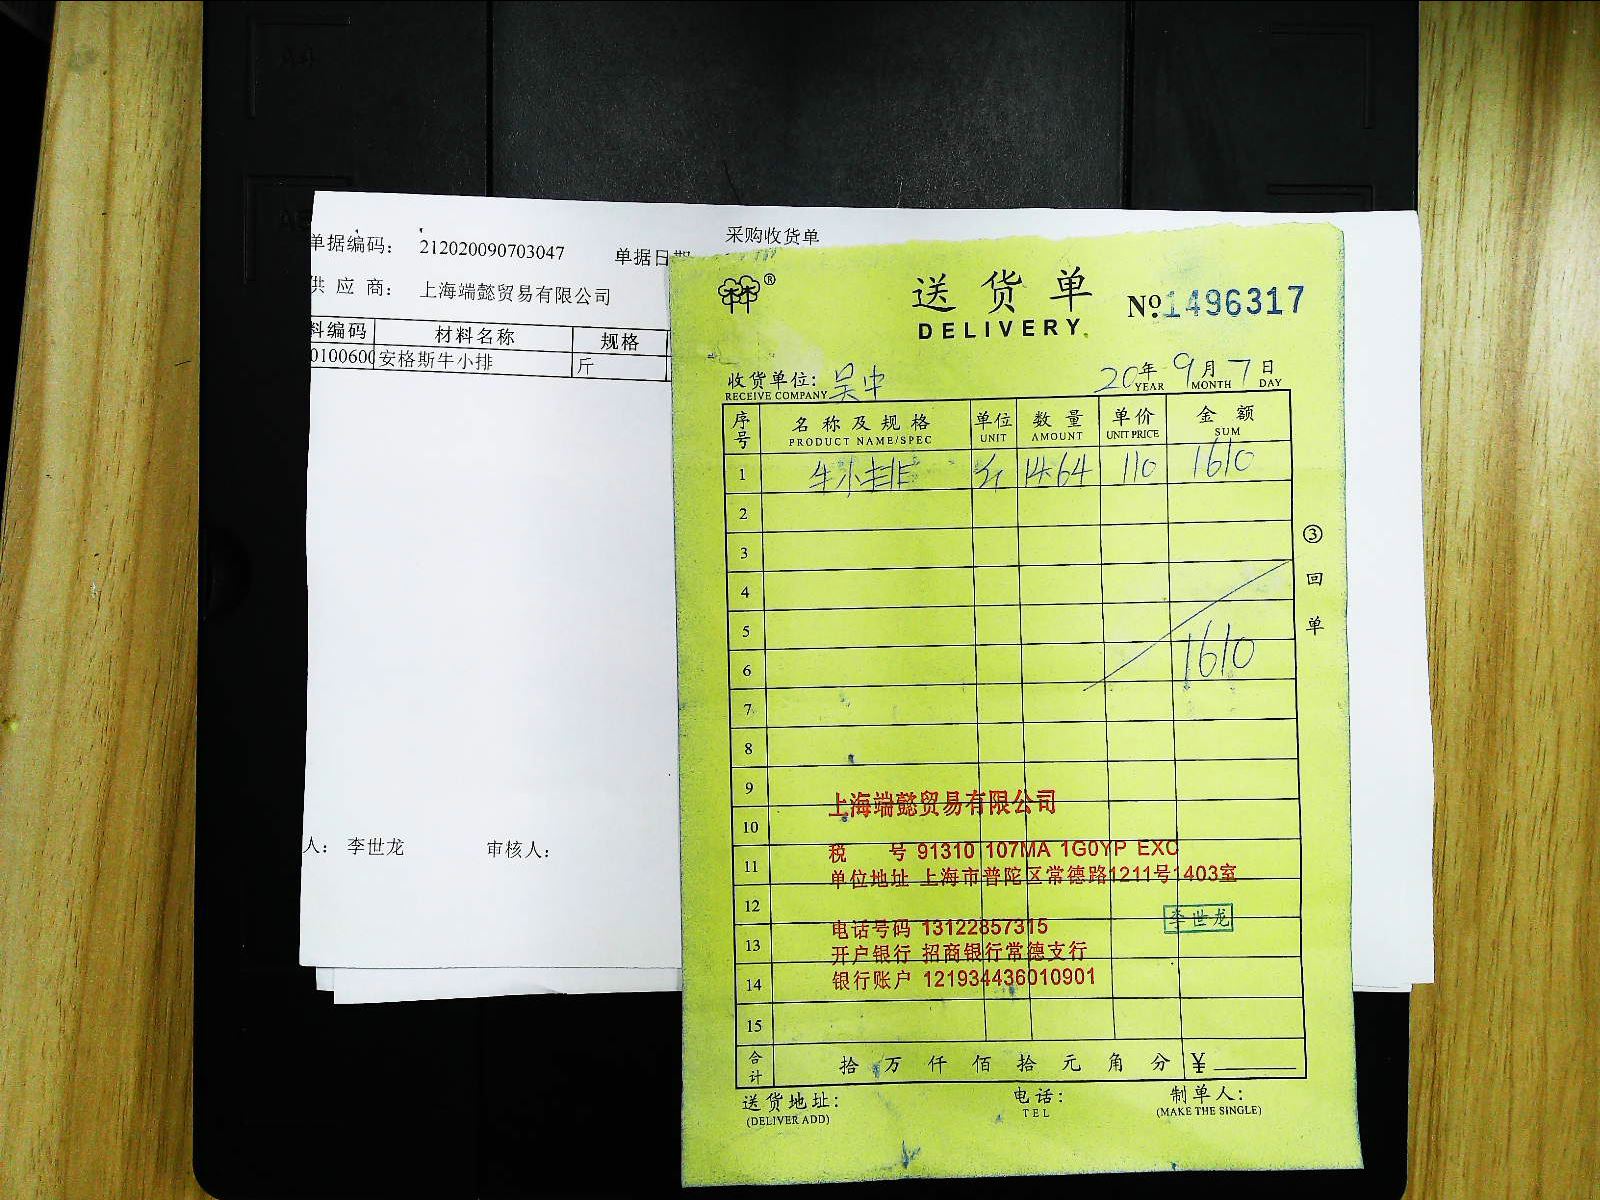 采购收货单
单据编码： 212020090703047 单据日期
供 应 商： 上海端懿贸易有限公司
料编码 材料名称 规格
0100600 安格斯牛小排 斤
人： 李世龙 审核人：
®
送 货 单
DELIVERY
№ 1496317
收货单位: 吴中 20年 9月 7日
RECEIVE COMPANY YEAR MONTH DAY
序号 名称及规格 单位 数量 单价 金额
PRODUCT NAME/SPEC UNIT AMOUNT UNIT PRICE SUM
1 牛小排 斤 14.64 110 1610
2
3
4
5
6 1610
7
8
9
10
11
12
13
14
15
③回单
上海端懿贸易有限公司
税 号 91310 107MA 1G0YP EXC
单位地址 上海市普陀区常德路1211号1403室
李世龙
电话号码 13122857315
开户银行 招商银行常德支行
银行账户 121934436010901
合计 拾 万 仟 佰 拾 元 角 分 ¥
送货地址: 电话: 制单人:
(DELIVER ADD) TEL (MAKE THE SINGLE)